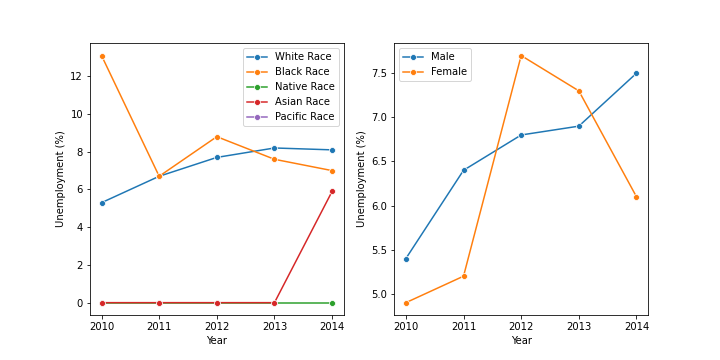 White Race
Black Race
Native Race
Asian Race
Pacific Race
12
10
8
6
4
2
0
Unemployment (%)
2010 2011 2012 2013 2014
Year
Male
Female
7.5
7.0
6.5
6.0
5.5
5.0
Unemployment (%)
2010 2011 2012 2013 2014
Year